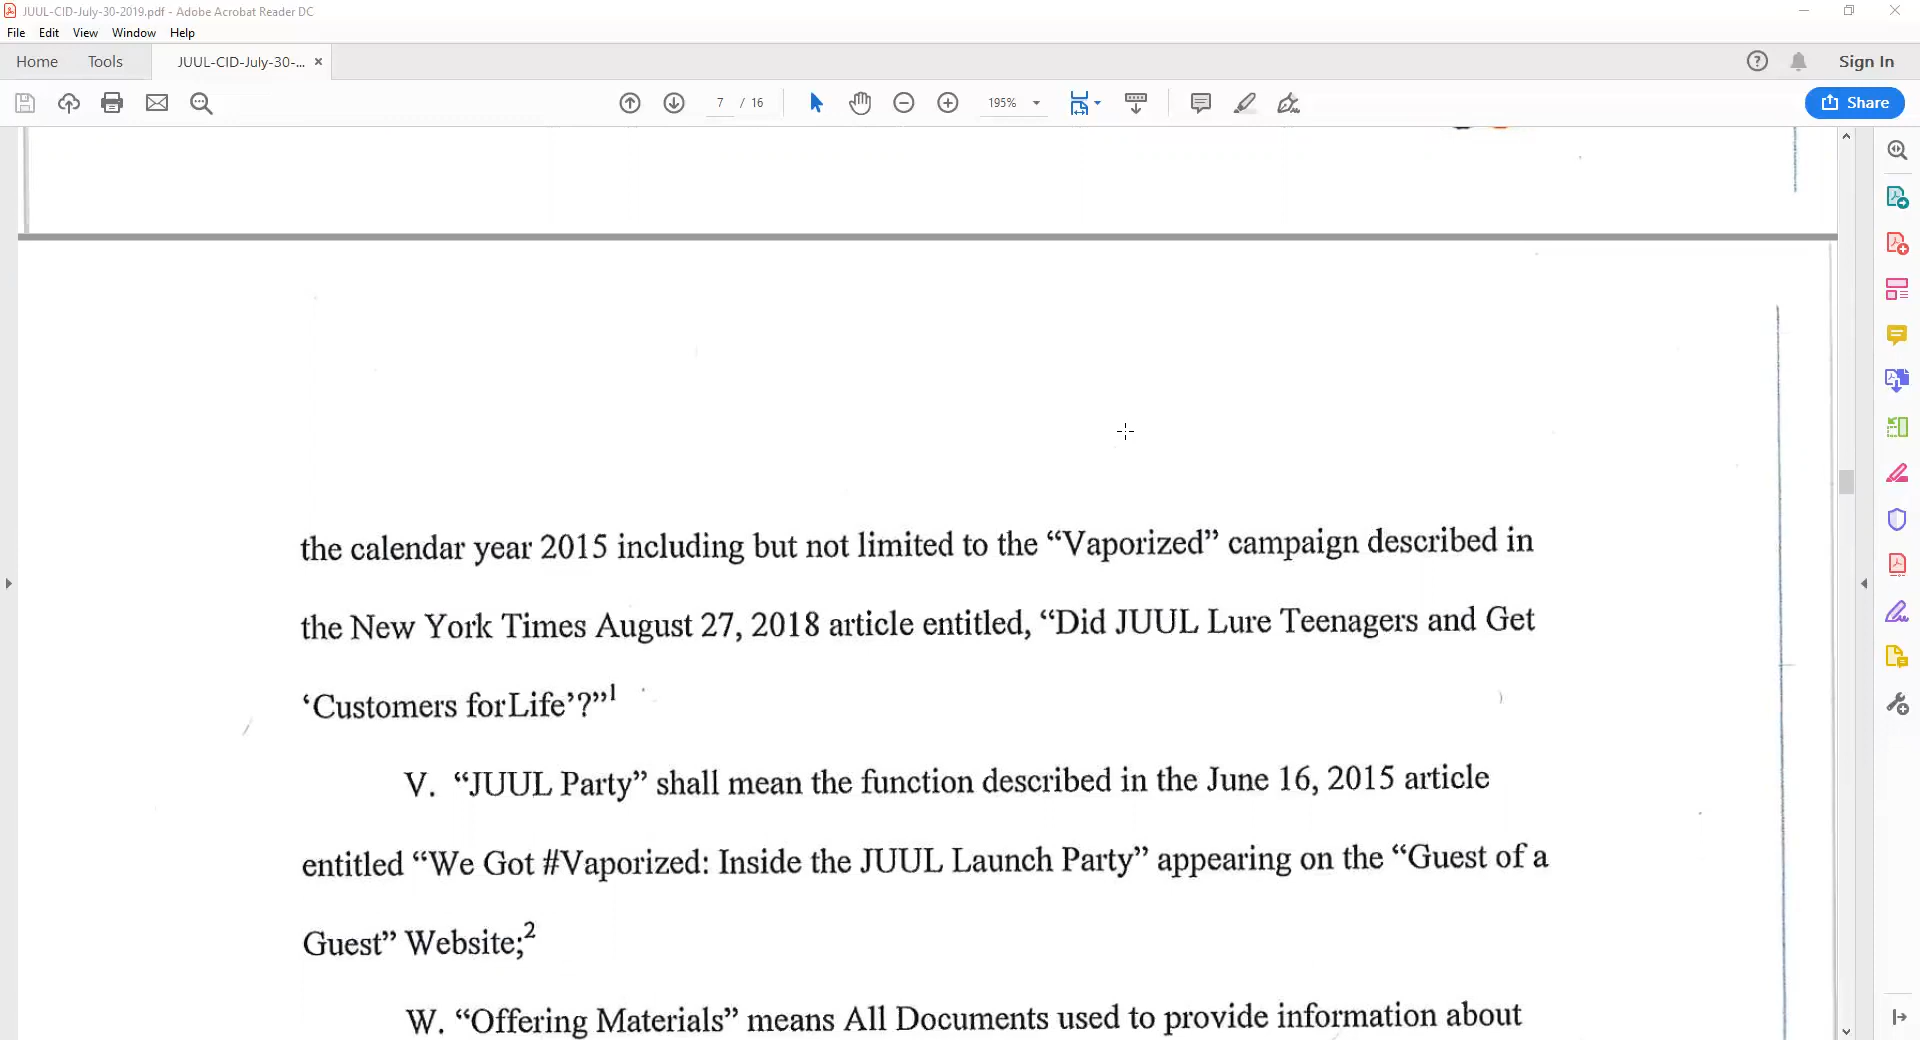 JUUL-CID-July-30-2019.pdf - Adobe Acrobat Reader DC
File Edit View Window Help
Home Tools JUUL-CID-July-30-... × Sign In
7 / 16 195% Share
the calendar year 2015 including but not limited to the “Vaporized” campaign described in
the New York Times August 27, 2018 article entitled, “Did JUUL Lure Teenagers and Get
‘Customers for Life’?”1
V. “JUUL Party” shall mean the function described in the June 16, 2015 article
entitled “We Got #Vaporized: Inside the JUUL Launch Party” appearing on the “Guest of a
Guest” Website;2
W. “Offering Materials” means All Documents used to provide information about